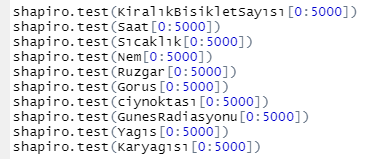 shapiro.test(KiralıkBisikletSayısı[0:5000])
shapiro.test(Saat[0:5000])
shapiro.test(Sıcaklık[0:5000])
shapiro.test(Nem[0:5000])
shapiro.test(Ruzgar[0:5000])
shapiro.test(Gorus[0:5000])
shapiro.test(ciynoktası[0:5000])
shapiro.test(GunesRadiasyonu[0:5000])
shapiro.test(Yagıs[0:5000])
shapiro.test(Karyagısı[0:5000])